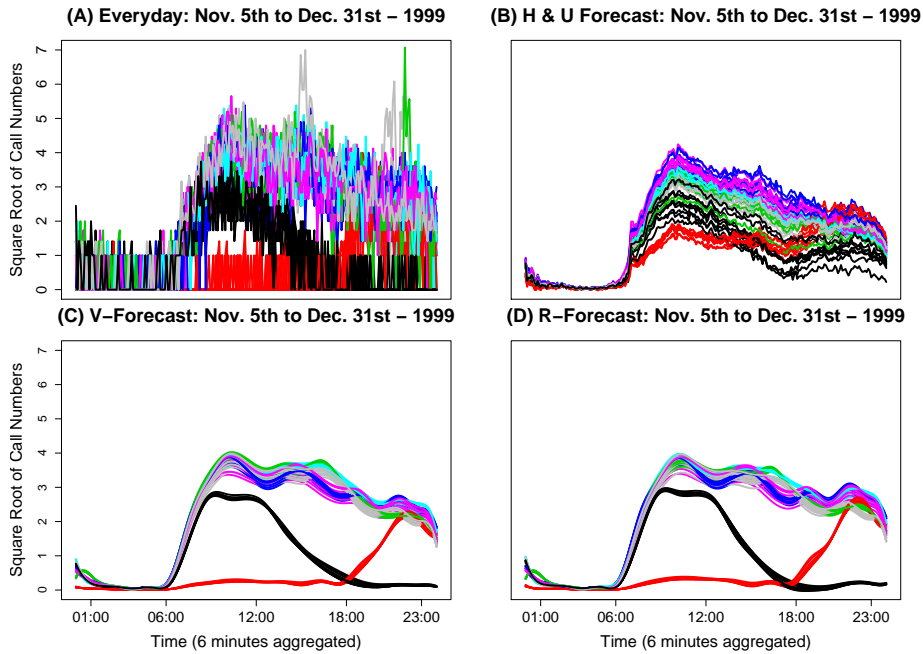 (A) Everyday: Nov. 5th to Dec. 31st − 1999
(B) H & U Forecast: Nov. 5th to Dec. 31st − 1999
Square Root of Call Numbers
7
6
5
4
3
2
1
0
(C) V−Forecast: Nov. 5th to Dec. 31st − 1999
(D) R−Forecast: Nov. 5th to Dec. 31st − 1999
Square Root of Call Numbers
7
6
5
4
3
2
1
0
01:00 06:00 12:00 18:00 23:00
01:00 06:00 12:00 18:00 23:00
Time (6 minutes aggregated)
Time (6 minutes aggregated)